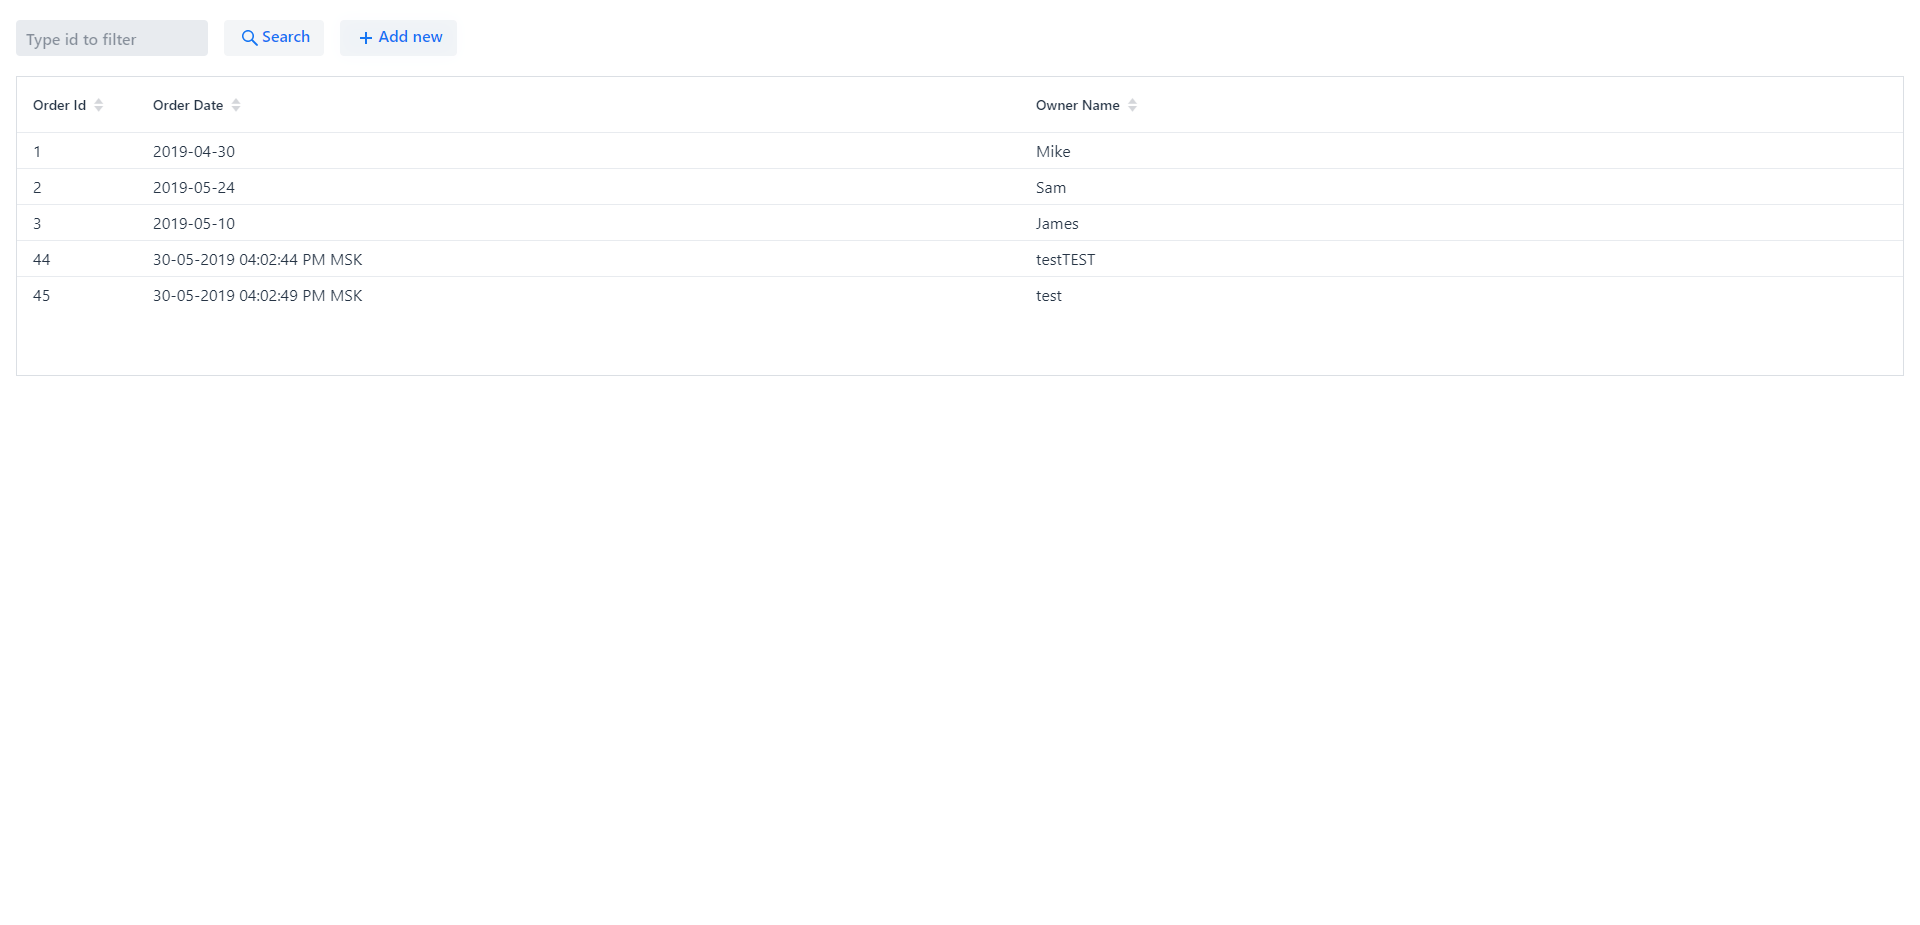 Type id to filter Search Add new
Order Id Order Date Owner Name
1 2019-04-30 Mike
2 2019-05-24 Sam
3 2019-05-10 James
44 30-05-2019 04:02:44 PM MSK testTEST
45 30-05-2019 04:02:49 PM MSK test